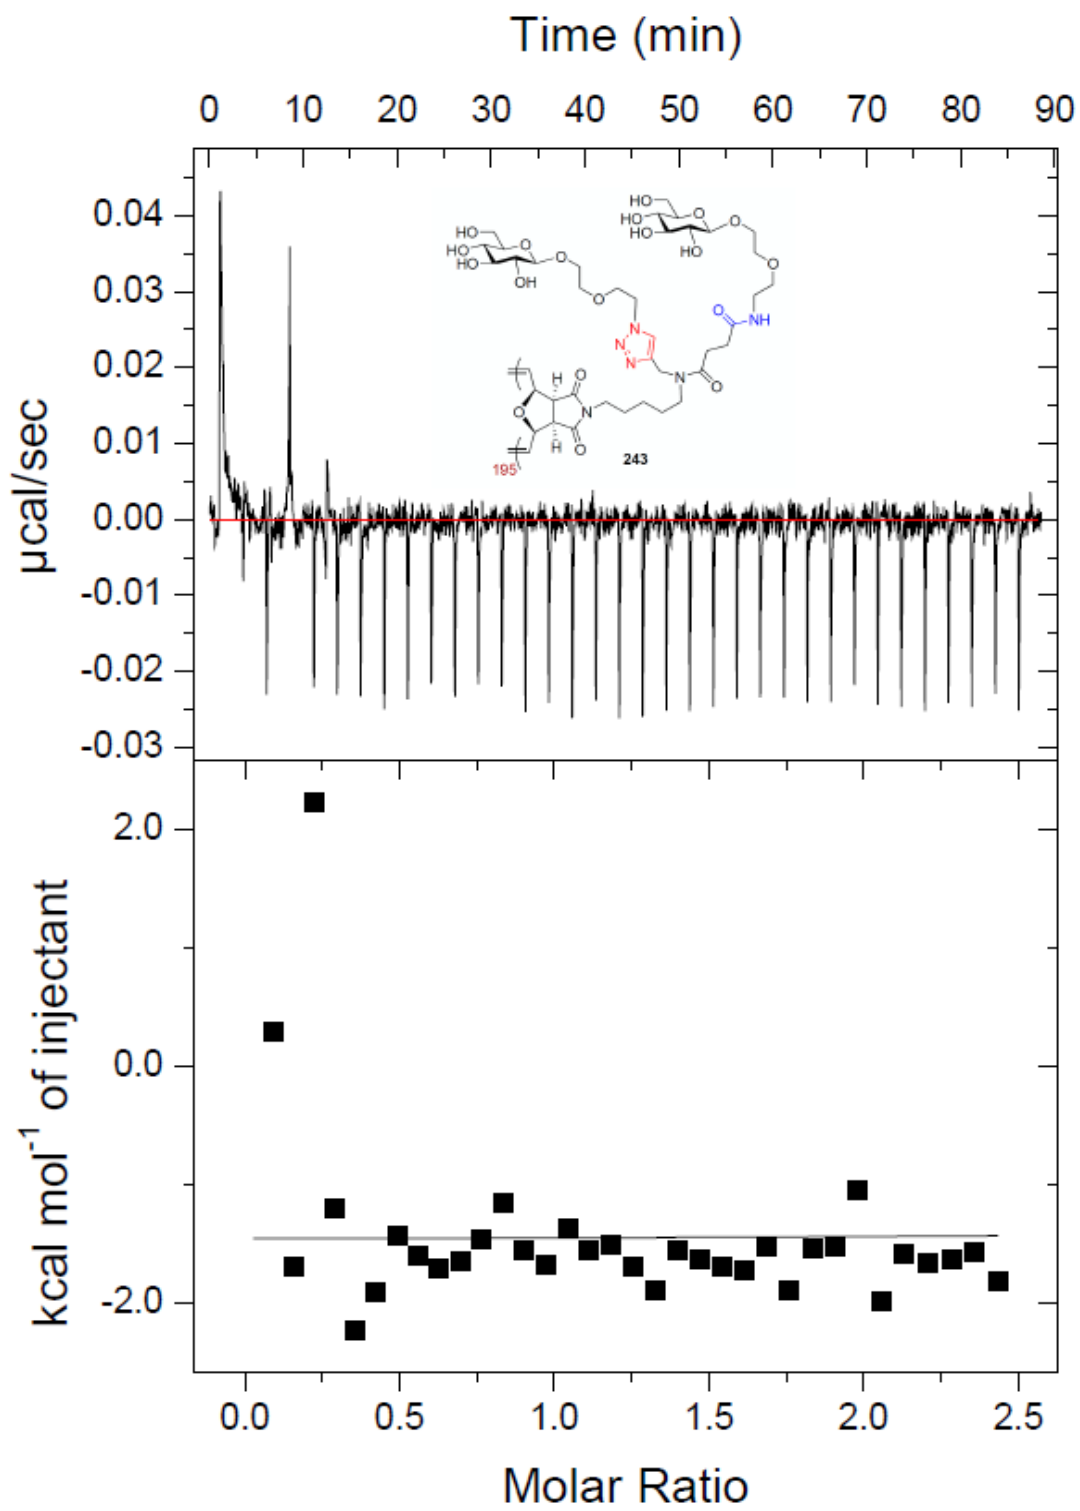 Time (min)
0 10 20 30 40 50 60 70 80 90
0.04
0.03
0.02
0.01
0.00
-0.01
-0.02
-0.03
µcal/sec
HO
HO
HO
OH
O
O
O
HO
HO
HO
HO
O
O
O
O
NH
N
N
N
N
O
H
O
O
N
H
O
195
243
2.0
0.0
-2.0
kcal mol⁻¹ of injectant
0.0 0.5 1.0 1.5 2.0 2.5
Molar Ratio